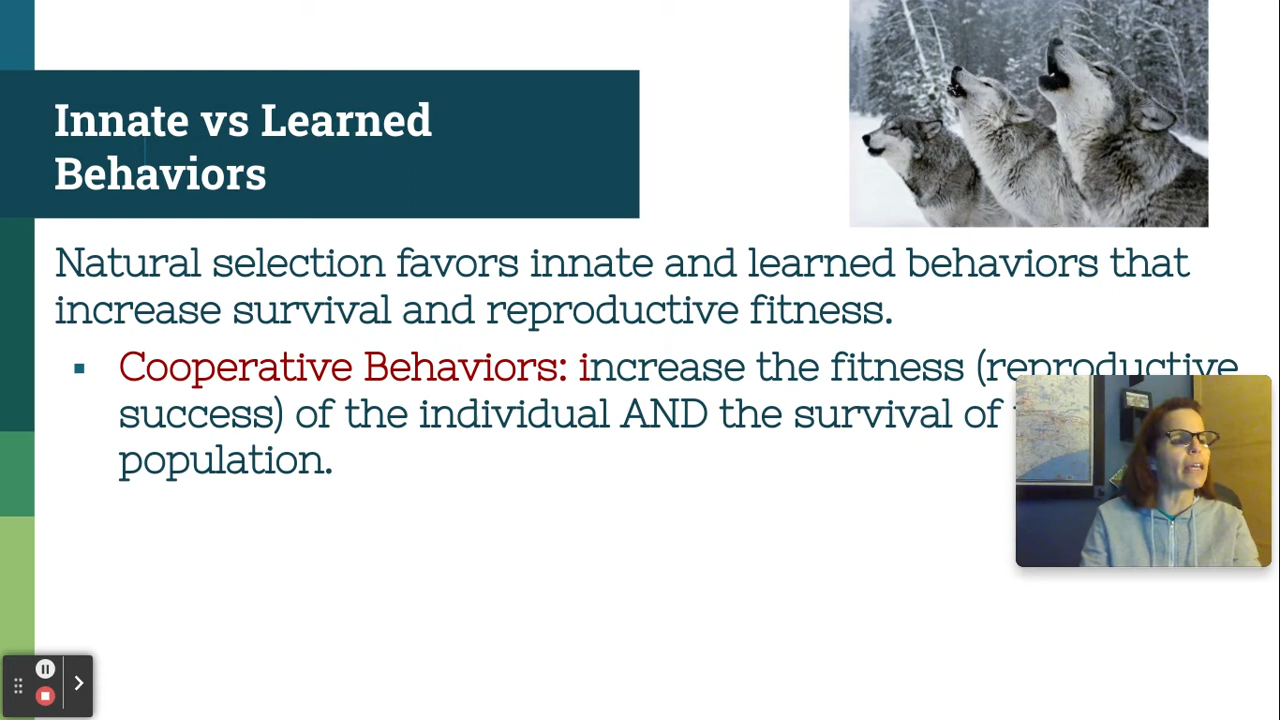 Innate vs Learned
Behaviors
Natural selection favors innate and learned behaviors that
increase survival and reproductive fitness.
Cooperative Behaviors: increase the fitness (reproductive
success) of the individual AND the survival of
population.